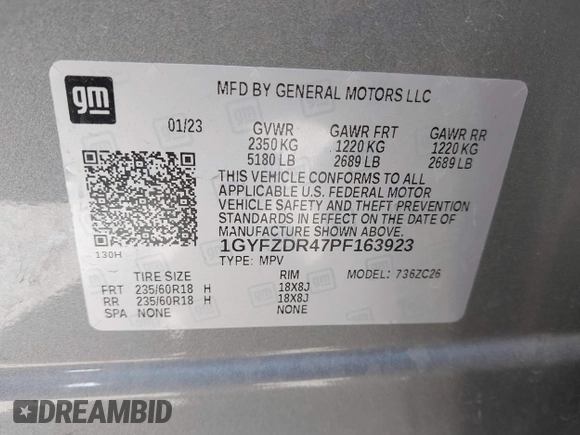 gm
MFD BY GENERAL MOTORS LLC
01/23 GVWR GAWR FRT GAWR RR
2350 KG 1220 KG 1220 KG
5180 LB 2689 LB 2689 LB
THIS VEHICLE CONFORMS TO ALL
APPLICABLE U.S. FEDERAL MOTOR
VEHICLE SAFETY AND THEFT PREVENTION
STANDARDS IN EFFECT ON THE DATE OF
MANUFACTURE SHOWN ABOVE.
1GYFZDR47PF163923
130H
TYPE: MPV MODEL: 736ZC26
TIRE SIZE RIM
FRT 235/60R18 H 18X8J
RR 235/60R18 H 18X8J
SPA NONE NONE
DREAMBID